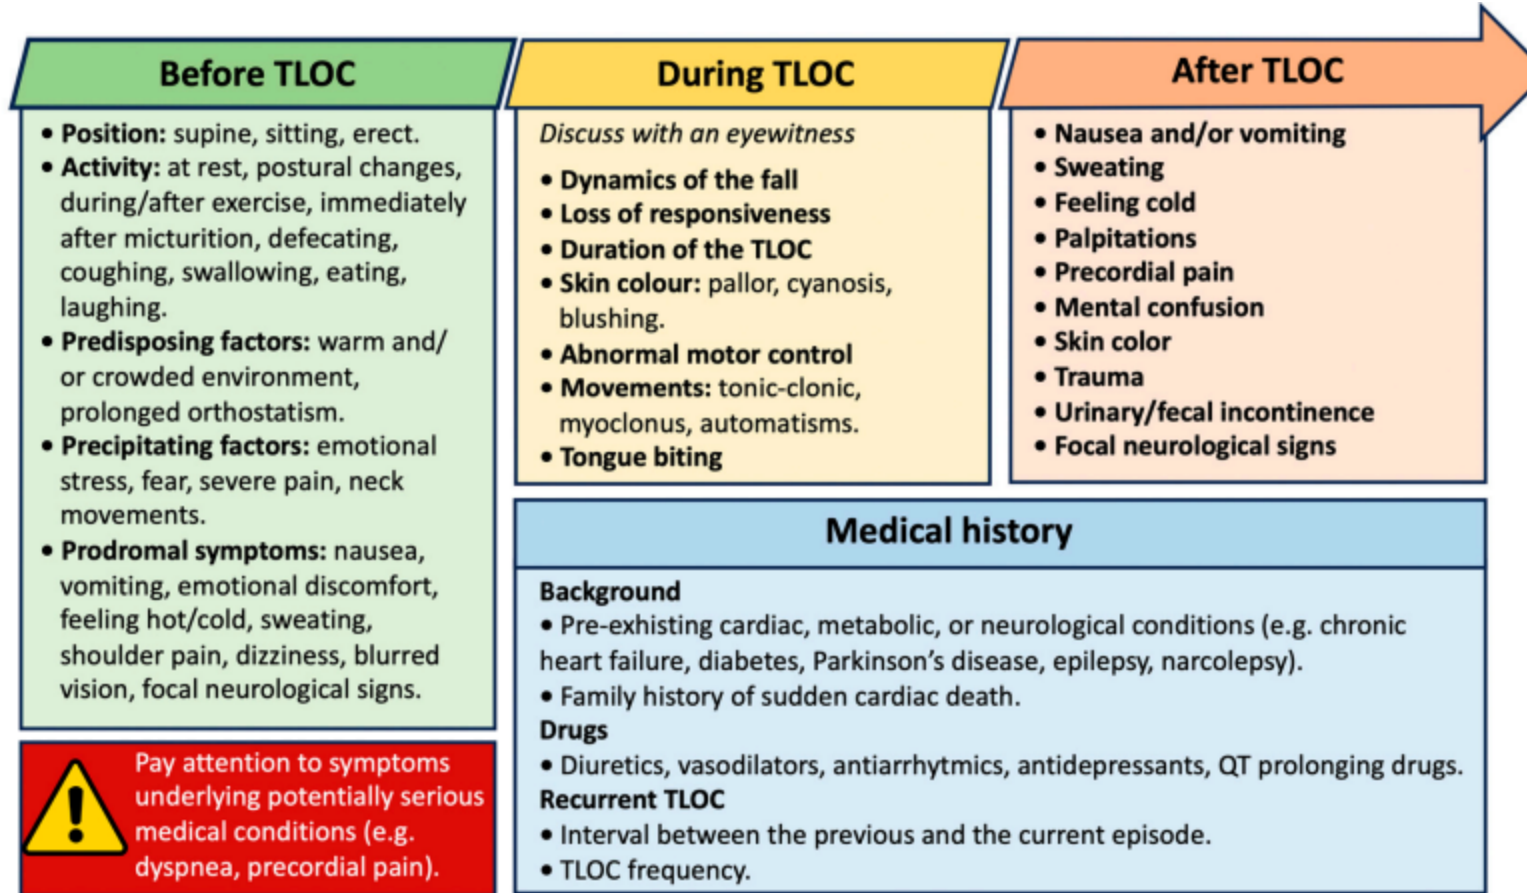 Before TLOC
• Position: supine, sitting, erect.
• Activity: at rest, postural changes,
during/after exercise, immediately
after micturition, defecating,
coughing, swallowing, eating,
laughing.
• Predisposing factors: warm and/
or crowded environment,
prolonged orthostatism.
• Precipitating factors: emotional
stress, fear, severe pain, neck
movements.
• Prodromal symptoms: nausea,
vomiting, emotional discomfort,
feeling hot/cold, sweating,
shoulder pain, dizziness, blurred
vision, focal neurological signs.
Pay attention to symptoms
underlying potentially serious
medical conditions (e.g.
dyspnea, precordial pain).
During TLOC
Discuss with an eyewitness
• Dynamics of the fall
• Loss of responsiveness
• Duration of the TLOC
• Skin colour: pallor, cyanosis,
blushing.
• Abnormal motor control
• Movements: tonic-clonic,
myoclonus, automatisms.
• Tongue biting
After TLOC
• Nausea and/or vomiting
• Sweating
• Feeling cold
• Palpitations
• Precordial pain
• Mental confusion
• Skin color
• Trauma
• Urinary/fecal incontinence
• Focal neurological signs
Medical history
Background
• Pre-exhisting cardiac, metabolic, or neurological conditions (e.g. chronic
heart failure, diabetes, Parkinson's disease, epilepsy, narcolepsy).
• Family history of sudden cardiac death.
Drugs
• Diuretics, vasodilators, antiarrhytmics, antidepressants, QT prolonging drugs.
Recurrent TLOC
• Interval between the previous and the current episode.
• TLOC frequency.